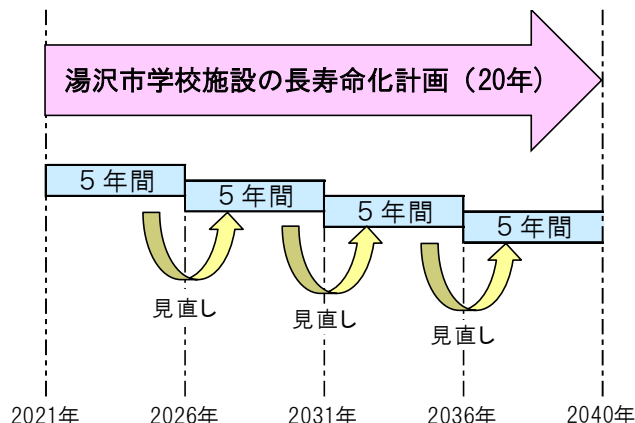 湯沢市学校施設の長寿命化計画（20年）
５年間
５年間
５年間
５年間
見直し
見直し
見直し
2021年
2026年
2031年
2036年
2040年